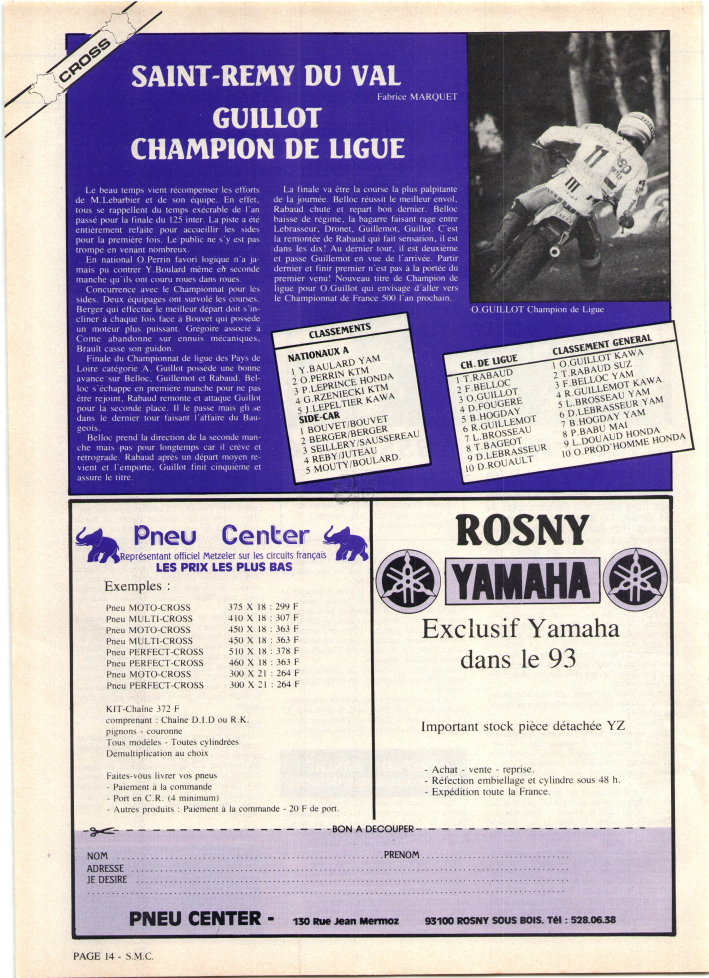 CROSS
SAINT-REMY DU VAL
Fabrice MARQUET
GUILLOT
CHAMPION DE LIGUE
Le beau temps vient récompenser les efforts
de M.Lebarbier et de son équipe. En effet,
tous se rappellent du temps exécrable de l'an
passé pour la finale du 125 inter. La piste a été
entièrement refaite pour accueillir les sides
pour la première fois. Le public ne s'y est pas
trompé en venant nombreux.
En national O.Perrin favori logique n'a ja-
mais pu contrer Y.Boulard même en seconde
manche qu'ils ont couru roues dans roues.
Concurrence avec le Championnat pour les
sides. Deux équipages ont survolé les courses.
Berger qui effectue le meilleur départ doit s'in-
cliner à chaque fois face à Bouvet qui possède
un moteur plus puissant. Grégoire associé à
Come abandonne sur ennuis mécaniques,
Brault casse son guidon.
Finale du Championnat de ligue des Pays de
Loire catégorie A. Guillot possède une bonne
avance sur Belloc, Guillemot et Rabaud. Bel-
loc s'échappe en première manche pour ne pas
être rejoint, Rabaud remonte et attaque Guillot
pour la seconde place. Il le passe mais glisse
dans le dernier tour faisant l'affaire du Bau-
geois.
Belloc prend la direction de la seconde man-
che mais pas pour longtemps car il crève et
rétrograde. Rabaud après un départ moyen re-
vient et l'emporte, Guillot finit cinquième et
assure le titre.
La finale va être la course la plus palpitante
de la journée. Belloc réussit le meilleur envol,
Rabaud chute et repart bon dernier. Belloc
baisse de régime, la bagarre faisant rage entre
Lebrasseur, Dronet, Guillemot, Guillot. C'est
la remontée de Rabaud qui fait sensation, il est
dans les dix! Au dernier tour, il est deuxième
et passe Guillemot en vue de l'arrivée. Partir
dernier et finir premier n'est pas à la portée du
premier venu! Nouveau titre de Champion de
ligue pour O.Guillot qui envisage d'aller vers
le Championnat de France 500 l'an prochain.
11
O.GUILLOT Champion de Ligue
CLASSEMENTS
NATIONAUX A
1 Y.BAULARD YAM
2 O.PERRIN KTM
3 P.LEPRINCE HONDA
4 G.RZENIECKI KTM
5 J.LEPELTIER KAWA
SIDE-CAR
1 BOUVET/BOUVET
2 BERGER/BERGER
3 SEILLERY/SAUSSEREAU
4 REBY/JUTEAU
5 MOUTY/BOULARD.
CH. DE LIGUE
1 T.RABAUD
2 F.BELLOC
3 O.GUILLOT
4 D.FOUGERE
5 B.HOGDAY
6 R.GUILLEMOT
7 L.BROSSEAU
8 T.BAGEOT
9 D.LEBRASSEUR
10 D.ROUAULT
CLASSEMENT GENERAL
1 O.GUILLOT KAWA
2 T.RABAUD SUZ
3 F.BELLOC YAM
4 R.GUILLEMOT KAWA
5 L.BROSSEAU YAM
6 D.LEBRASSEUR YAM
7 B.HOGDAY YAM
8 P.BABU MAI
9 L.DOUAUD HONDA
10 O.PROD'HOMME HONDA
Pneu Center
Représentant officiel Metzeler sur les circuits français
LES PRIX LES PLUS BAS
Exemples :
Pneu MOTO-CROSS 375 X 18 : 299 F
Pneu MULTI-CROSS 410 X 18 : 307 F
Pneu MOTO-CROSS 450 X 18 : 363 F
Pneu MULTI-CROSS 450 X 18 : 363 F
Pneu PERFECT-CROSS 510 X 18 : 378 F
Pneu PERFECT-CROSS 460 X 18 : 363 F
Pneu MOTO-CROSS 300 X 21 : 264 F
Pneu PERFECT-CROSS 300 X 21 : 264 F
KIT-Chaîne 372 F
comprenant : Chaîne D.I.D ou R.K.
pignons - couronne
Tous modèles - Toutes cylindrées
Démultiplication au choix
Faites-vous livrer vos pneus
- Paiement à la commande
- Port en C.R. (4 minimum)
- Autres produits : Paiement à la commande - 20 F de port.
ROSNY
YAMAHA
Exclusif Yamaha
dans le 93
Important stock pièce détachée YZ
- Achat - vente - reprise.
- Réfection embiellage et cylindre sous 48 h.
- Expédition toute la France.
BON A DECOUPER
NOM PRENOM
ADRESSE
JE DESIRE
PNEU CENTER - 130 Rue Jean Mermoz 93100 ROSNY SOUS BOIS. Tél : 528.06.38
PAGE 14 - S.M.C.